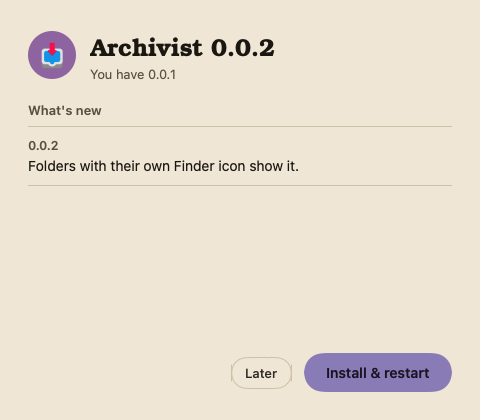 Archivist 0.0.2
You have 0.0.1
What's new
0.0.2
Folders with their own Finder icon show it.
Later
Install & restart